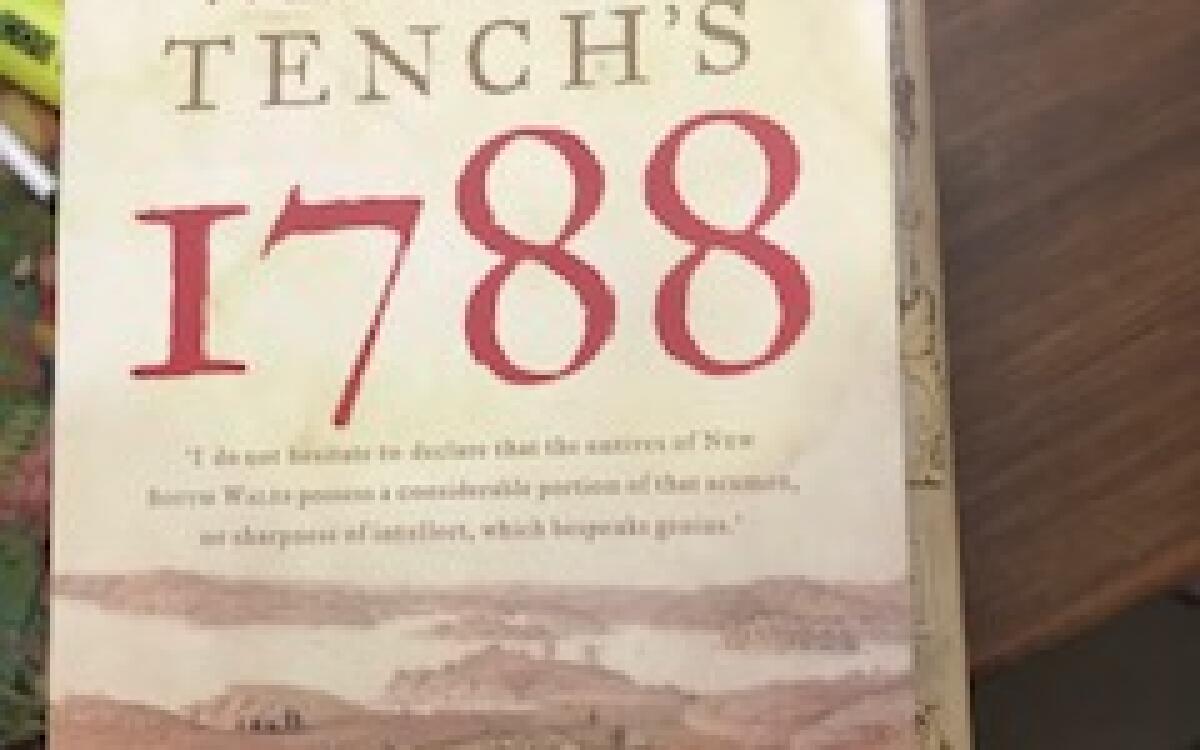 TENCH'S
1788
'I do not hesitate to declare that the natives of New
South Wales possess a considerable portion of that acumen,
or sharpness of intellect, which bespeaks genius.'